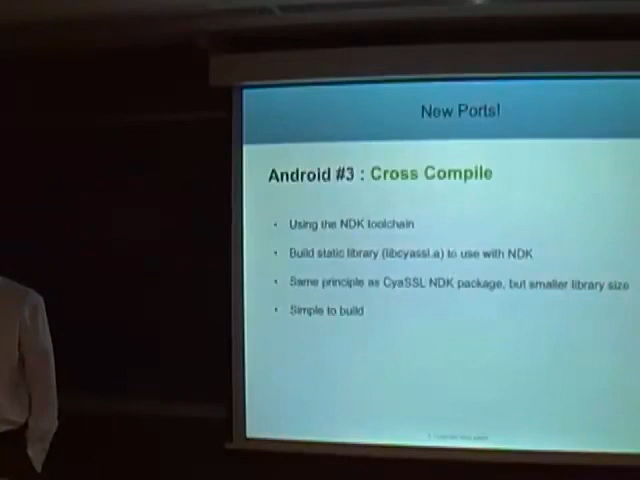 New Ports!
Android #3 : Cross Compile
• Using the NDK toolchain
• Build static library (libcyassl.a) to use with NDK
• Same principle as CyaSSL NDK package, but smaller library size
• Simple to build